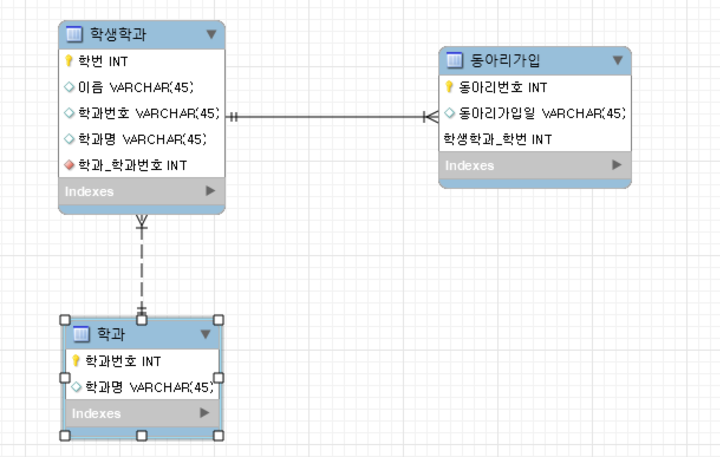 학생학과
학번 INT
이름 VARCHAR(45)
학과번호 VARCHAR(45)
학과명 VARCHAR(45)
학과_학과번호 INT
Indexes
동아리가입
동아리번호 INT
동아리가입일 VARCHAR(45)
학생학과_학번 INT
Indexes
학과
학과번호 INT
학과명 VARCHAR(45)
Indexes